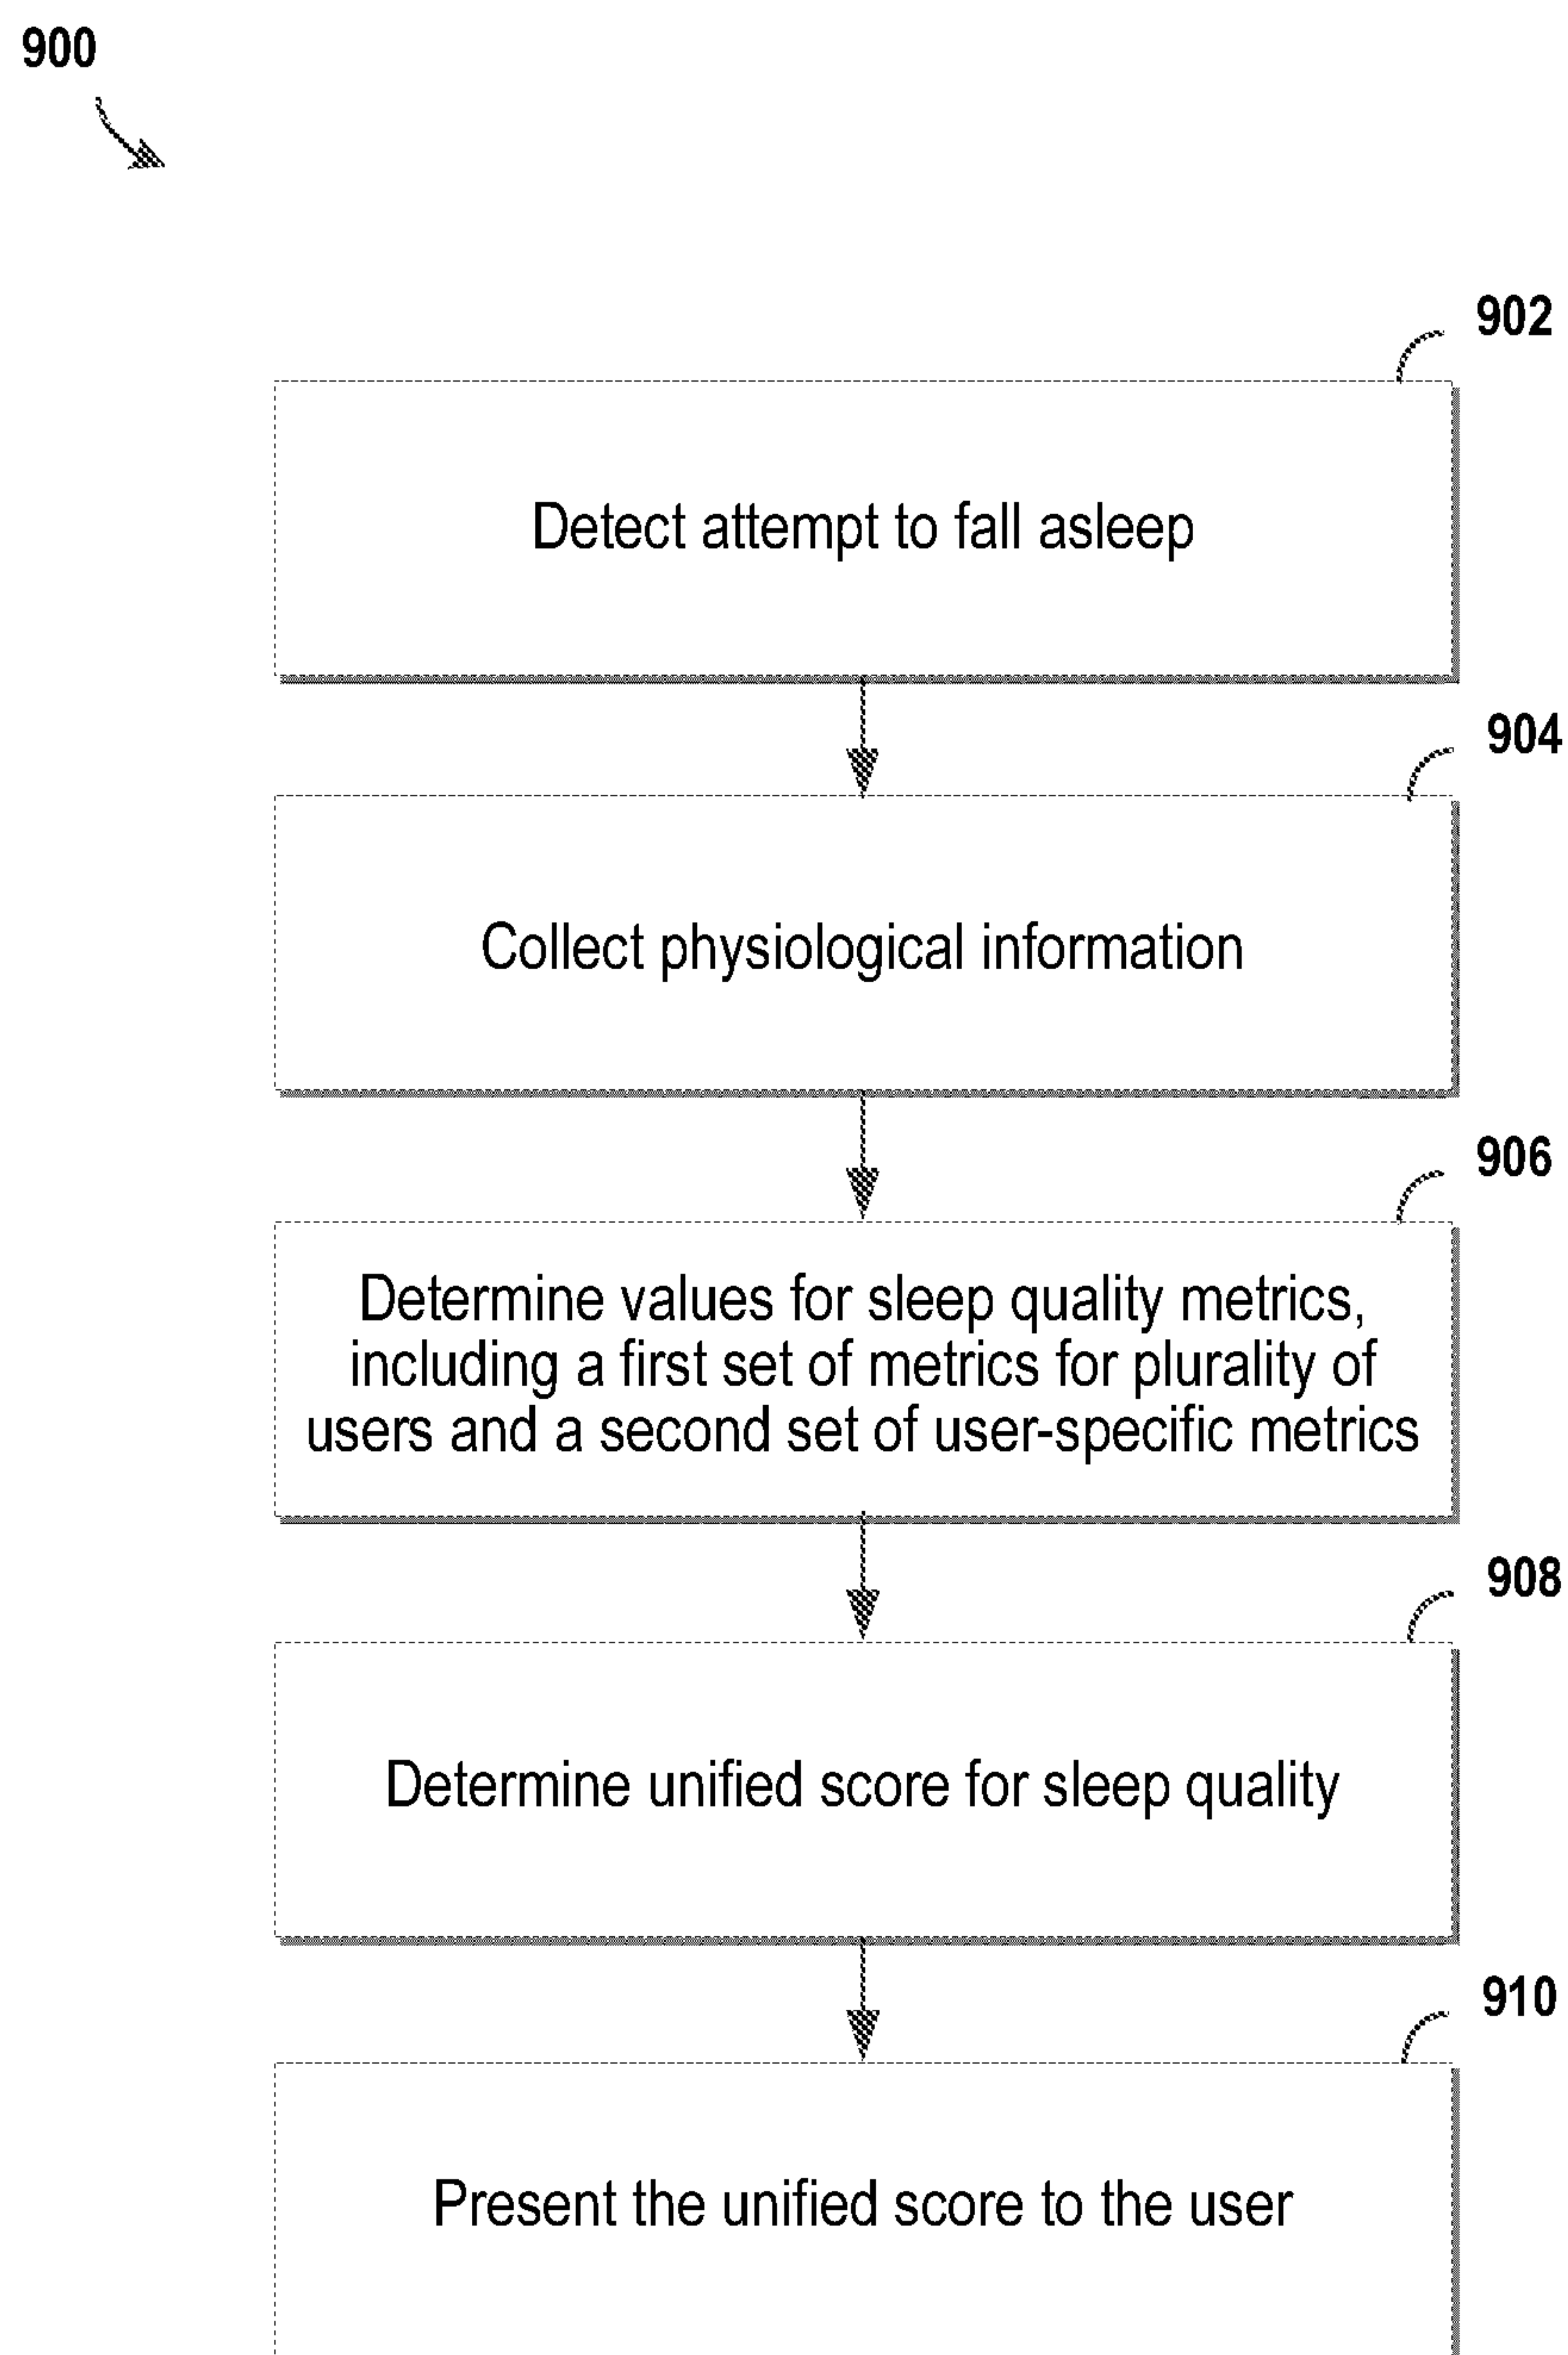 900
902
Detect attempt to fall asleep
904
Collect physiological information
906
Determine values for sleep quality metrics,
including a first set of metrics for plurality of
users and a second set of user-specific metrics
908
Determine unified score for sleep quality
910
Present the unified score to the user